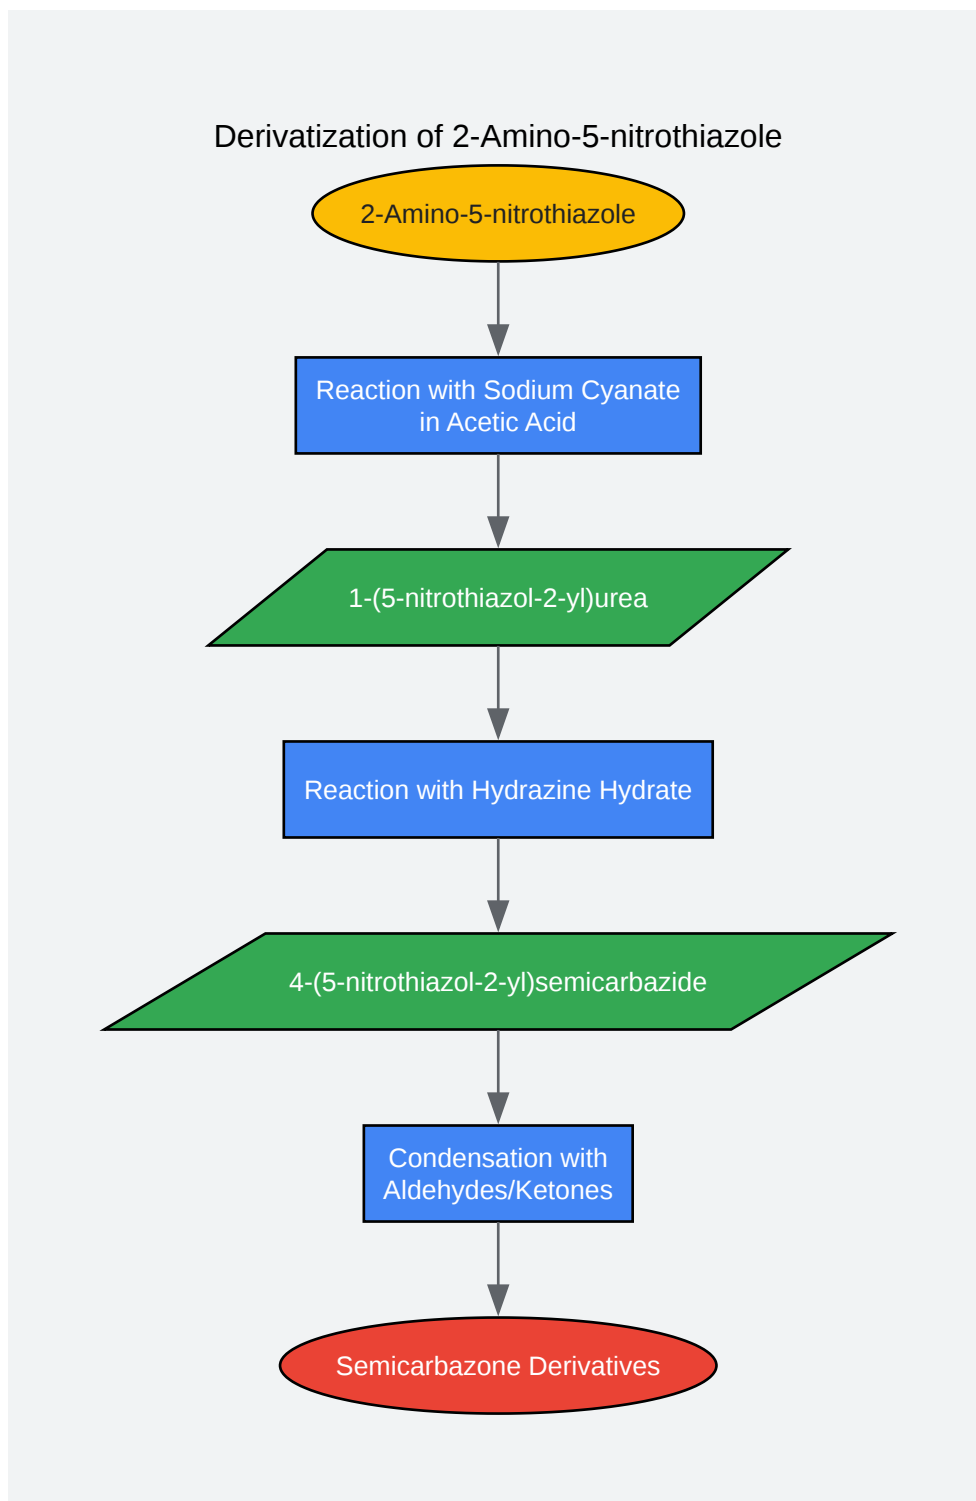 Derivatization of 2-Amino-5-nitrothiazole
2-Amino-5-nitrothiazole
Reaction with Sodium Cyanate
in Acetic Acid
1-(5-nitrothiazol-2-yl)urea
Reaction with Hydrazine Hydrate
4-(5-nitrothiazol-2-yl)semicarbazide
Condensation with
Aldehydes/Ketones
Semicarbazone Derivatives